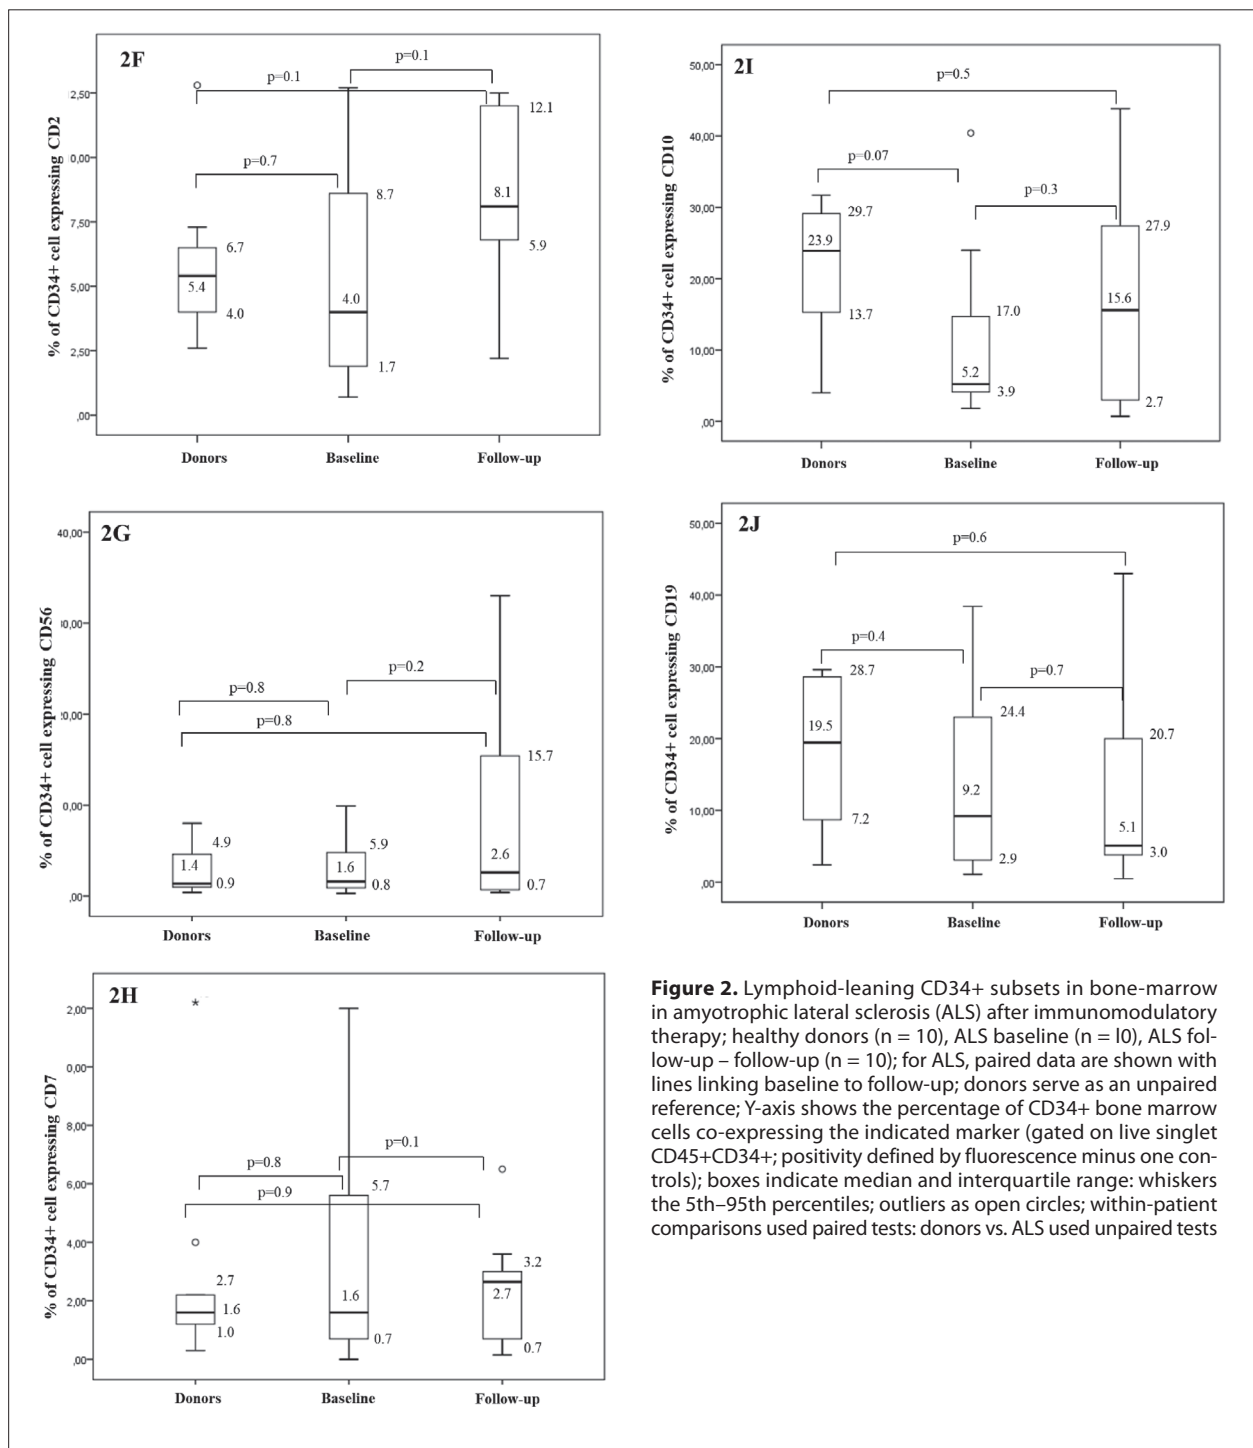 2F
p=0.1
p=0.1
2,50
12.1
% of CD34+ cell expressing CD2
0,00
p=0.7
8.7
8.1
7,50
6.7
5.9
5,00
5.4
4.0
4.0
2,50
1.7
,00
Donors
Baseline
Follow-up
2I
50,00
p=0.5
% of CD34+ cell expressing CD10
40,00
p=0.07
p=0.3
30,00
29.7
27.9
23.9
20,00
13.7
17.0
15.6
10,00
5.2
3.9
2.7
,00
Donors
Baseline
Follow-up
2G
40,00
% of CD34+ cell expressing CD56
0,00
p=0.2
p=0.8
20,00
p=0.8
15.7
0,00
4.9
5.9
2.6
1.4
1.6
0.9
0.8
0.7
,00
Donors
Baseline
Follow-up
2J
50,00
p=0.6
% of CD34+ cell expressing CD19
40,00
p=0.4
30,00
28.7
p=0.7
24.4
19.5
20,00
20.7
9.2
10,00
7.2
5.1
2.9
3.0
,00
Donors
Baseline
Follow-up
2H
*
2,00
% of CD34+ cell expressing CD7
0,00
8,00
p=0.1
p=0.8
6,00
p=0.9
5.7
4,00
3.2
2.7
2.7
2,00
1.6
1.6
1.0
0.7
0.7
,00
Donors
Baseline
Follow-up
Figure 2. Lymphoid-leaning CD34+ subsets in bone-marrow
in amyotrophic lateral sclerosis (ALS) after immunomodulatory
therapy; healthy donors (n = 10), ALS baseline (n = l0), ALS fol-
low-up – follow-up (n = 10); for ALS, paired data are shown with
lines linking baseline to follow-up; donors serve as an unpaired
reference; Y-axis shows the percentage of CD34+ bone marrow
cells co-expressing the indicated marker (gated on live singlet
CD45+CD34+; positivity defined by fluorescence minus one con-
trols); boxes indicate median and interquartile range: whiskers
the 5th–95th percentiles; outliers as open circles; within-patient
comparisons used paired tests: donors vs. ALS used unpaired tests